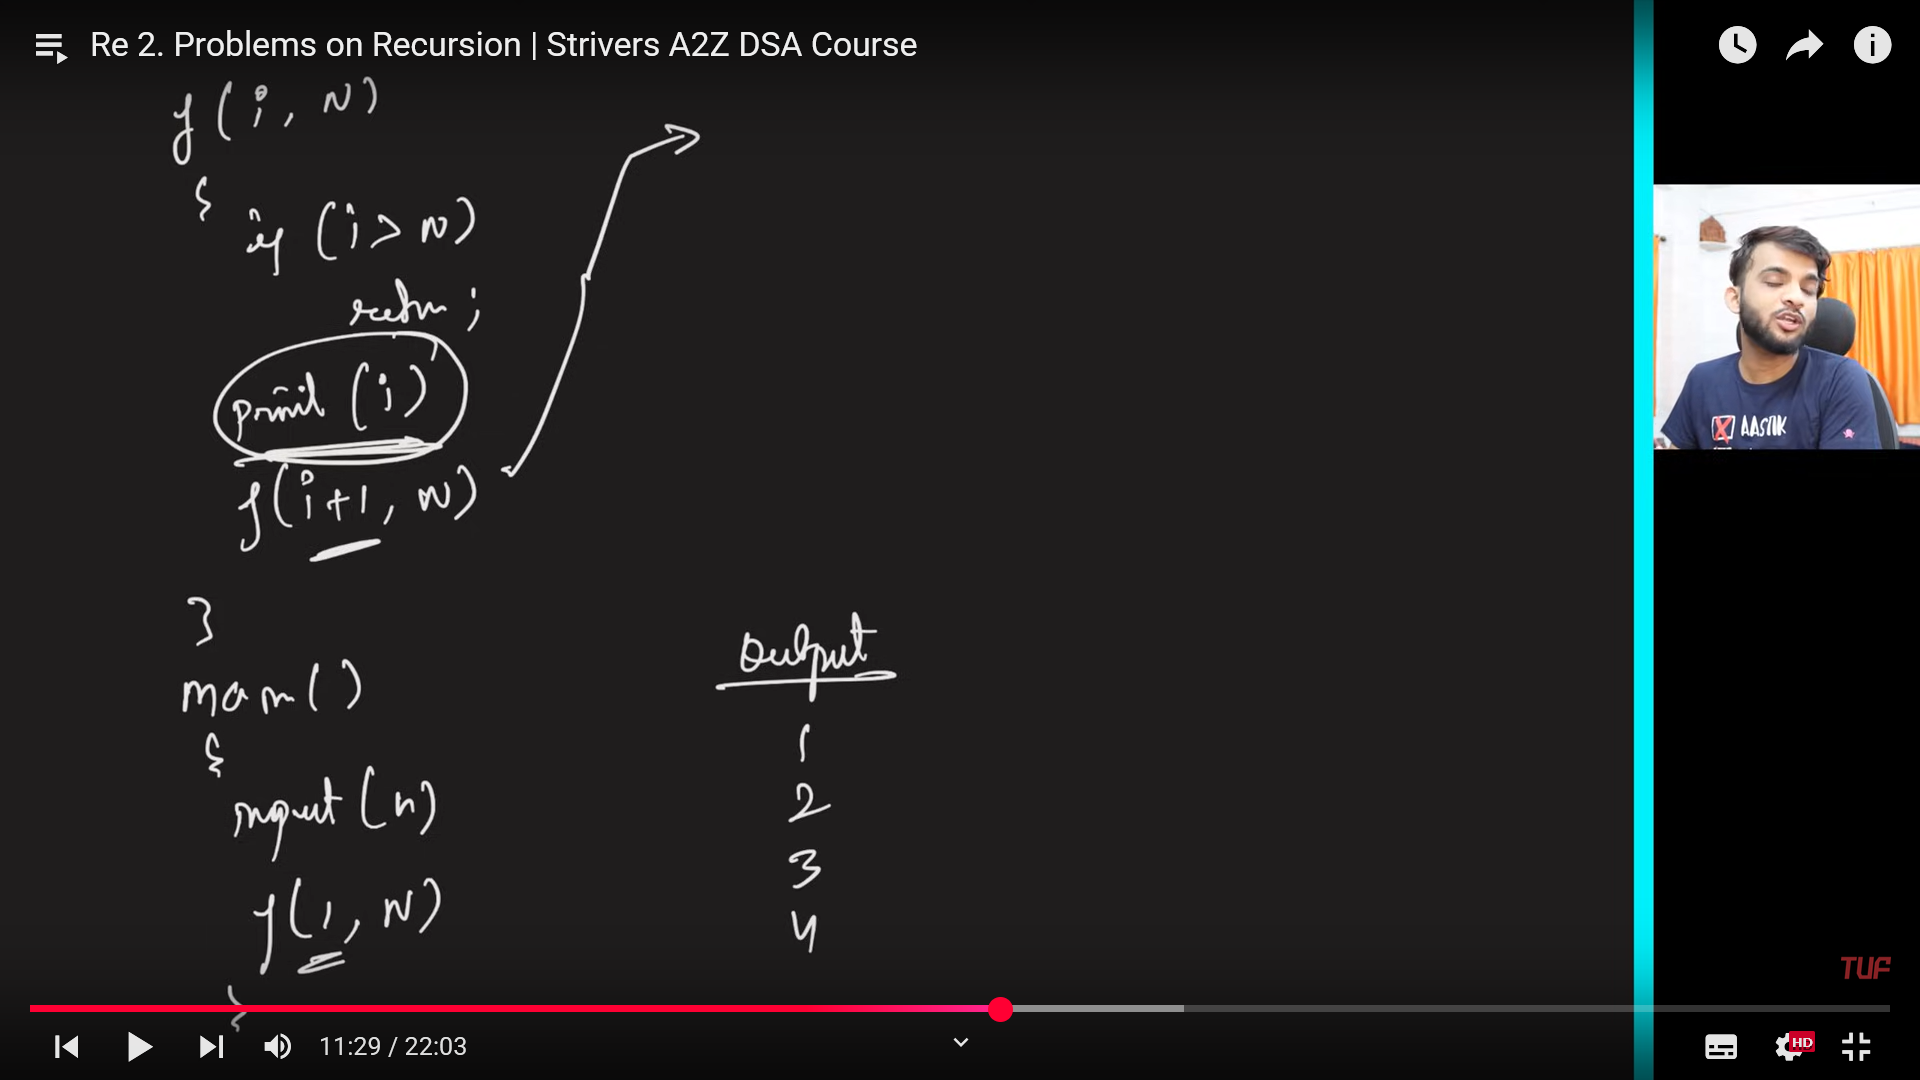 Re 2. Problems on Recursion | Strivers A2Z DSA Course
f(i, N)
{
if (i > N)
return;
print(i)
f(i+1, N)
}
main()
{
input(n)
f(1, N)
}
Output
1
2
3
4
AASTIK
TUF
11:29 / 22:03
HD